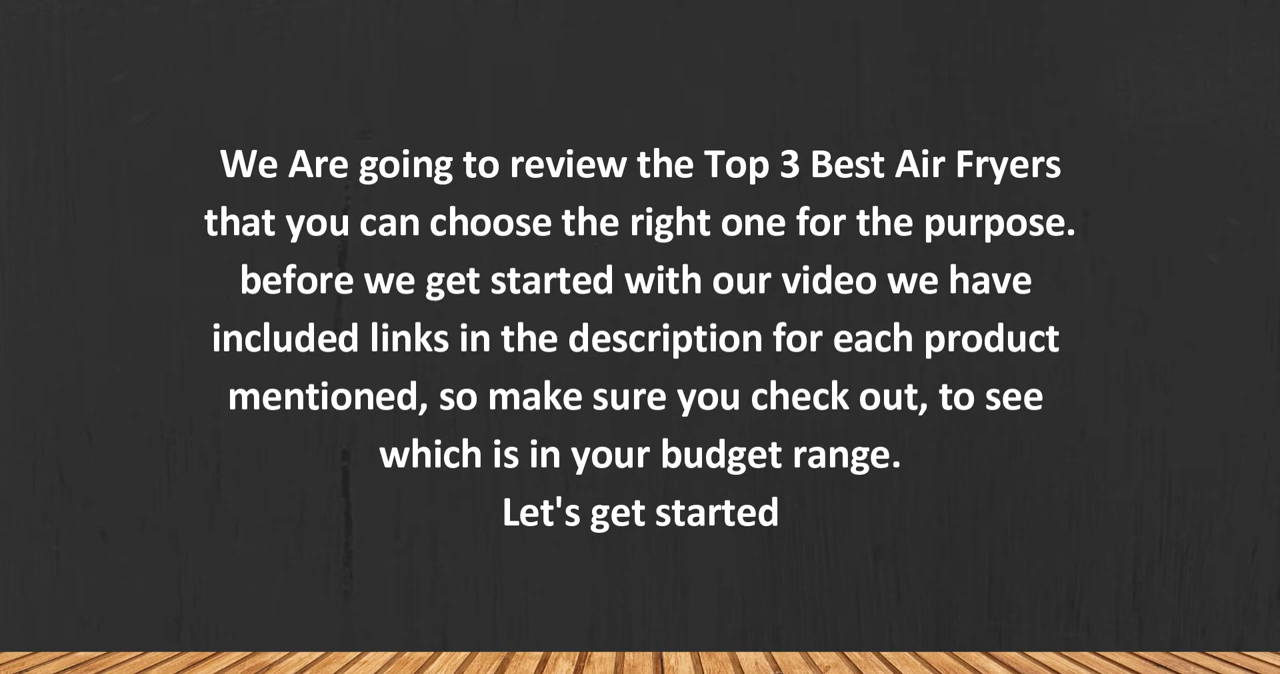 We Are going to review the Top 3 Best Air Fryers
that you can choose the right one for the purpose.
before we get started with our video we have
included links in the description for each product
mentioned, so make sure you check out, to see
which is in your budget range.
Let's get started